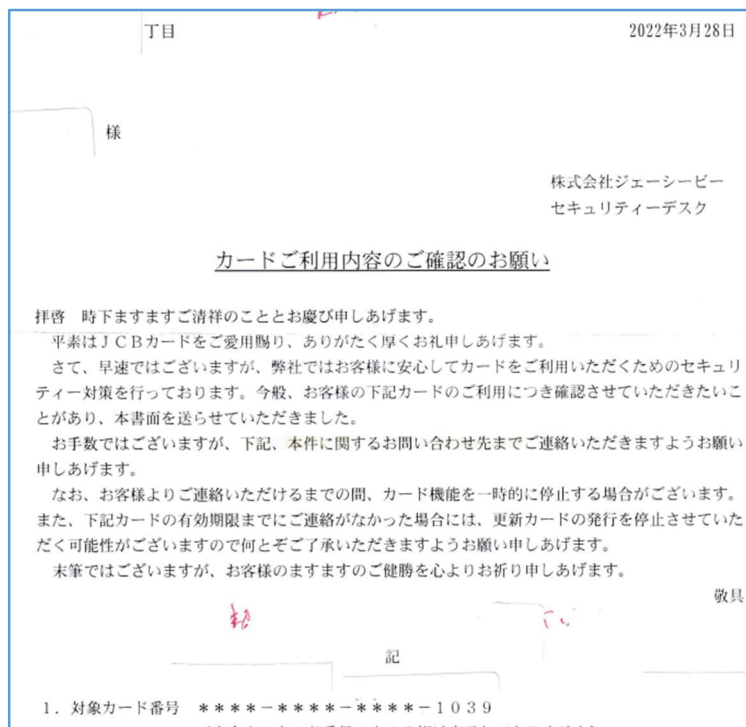 丁目
2022年3月28日
様
株式会社ジェーシービー
セキュリティーデスク
カードご利用内容のご確認のお願い
拝啓　時下ますますご清祥のこととお慶び申しあげます。
平素はＪＣＢカードをご愛用賜り、ありがたく厚くお礼申しあげます。
さて、早速ではございますが、弊社ではお客様に安心してカードをご利用いただくためのセキュリ
ティー対策を行っております。今般、お客様の下記カードのご利用につき確認させていただきたいこ
とがあり、本書面を送らせていただきました。
お手数ではございますが、下記、本件に関するお問い合わせ先までご連絡いただきますようお願い
申しあげます。
なお、お客様よりご連絡いただけるまでの間、カード機能を一時的に停止する場合がございます。
また、下記カードの有効期限までにご連絡がなかった場合には、更新カードの発行を停止させていた
だく可能性がございますので何とぞご了承いただきますようお願い申しあげます。
末筆ではございますが、お客様のますますのご健勝を心よりお祈り申しあげます。
敬具
記
1．対象カード番号　＊＊＊＊－＊＊＊＊－＊＊＊＊－1039